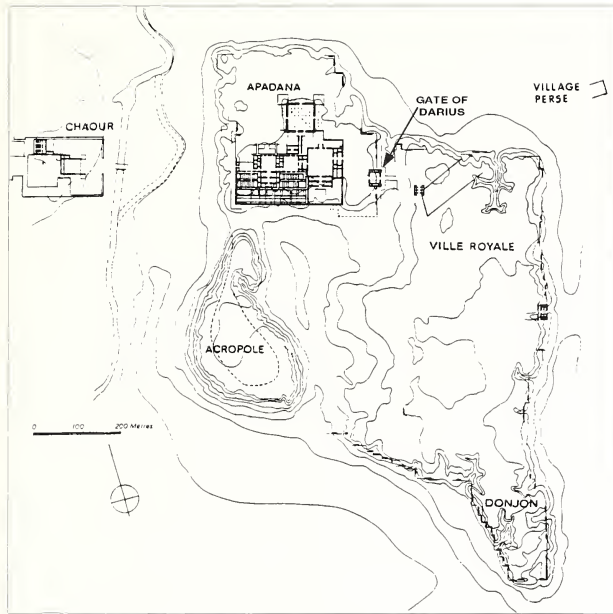 APADANA
GATE OF
DARIUS
VILLAGE
PERSE
CHAOUR
VILLE ROYALE
ACROPOLE
0 100 200 Metres
DONJON